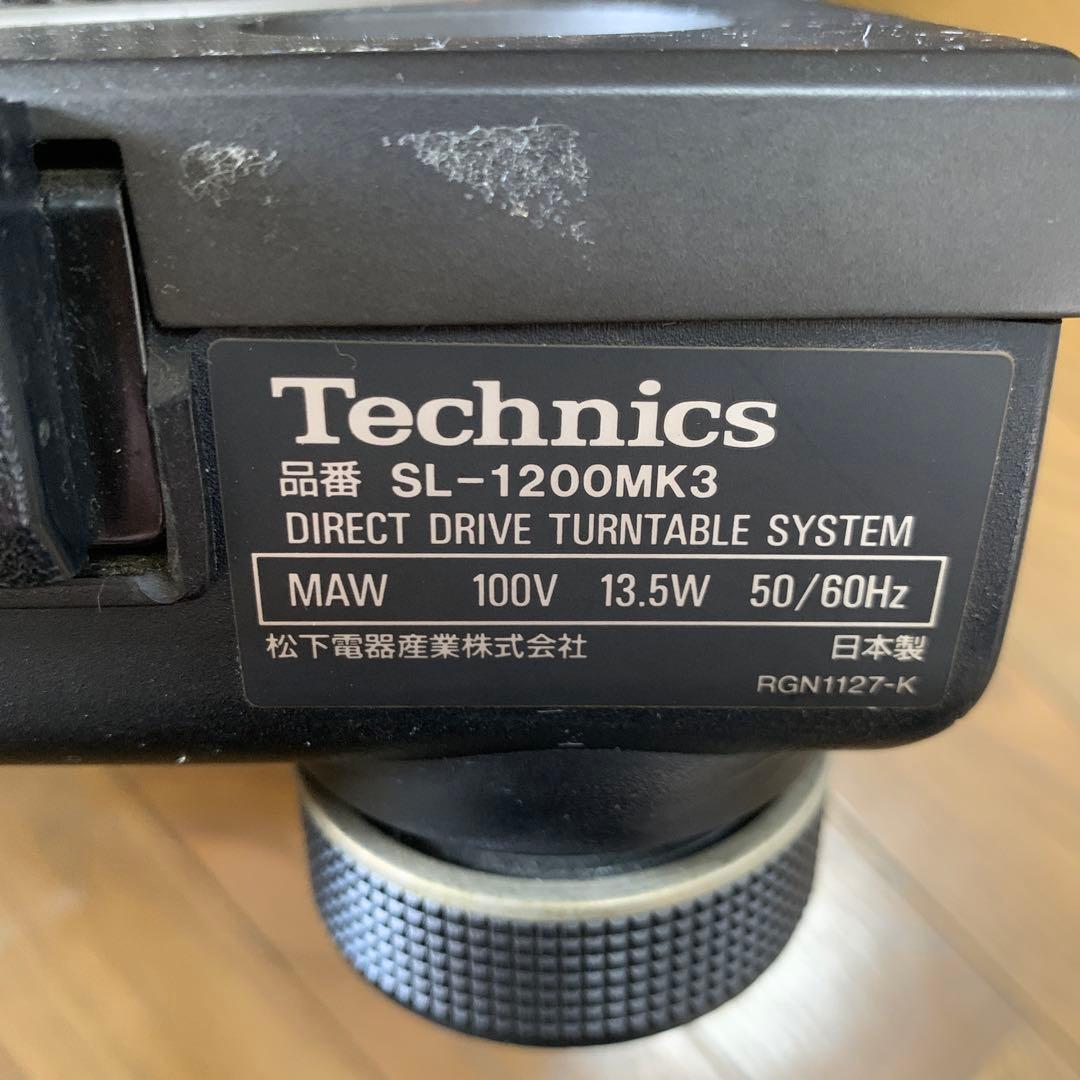 Technics
品番 SL-1200MK3
DIRECT DRIVE TURNTABLE SYSTEM
MAW 100V 13.5W 50/60Hz
松下電器産業株式会社 日本製
RGN1127-K